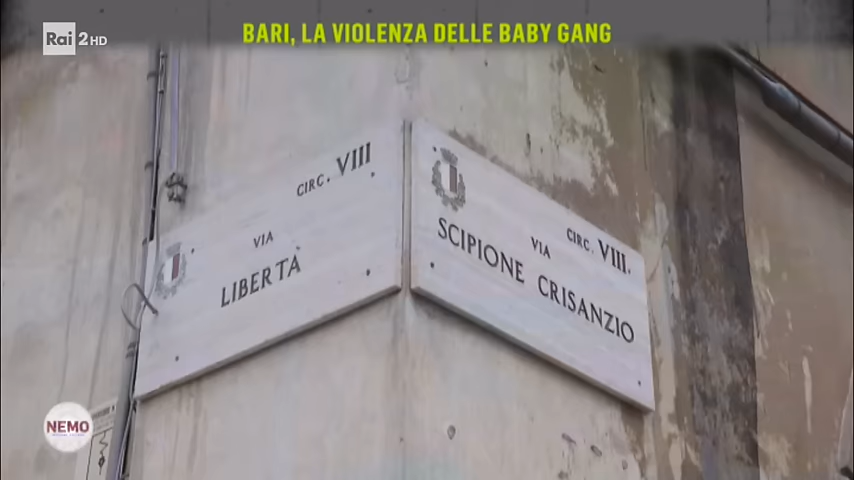 Rai 2HD
BARI, LA VIOLENZA DELLE BABY GANG
CIRC. VIII
VIA
LIBERTÀ
CIRC. VIII.
VIA
SCIPIONE CRISANZIO
NEMO